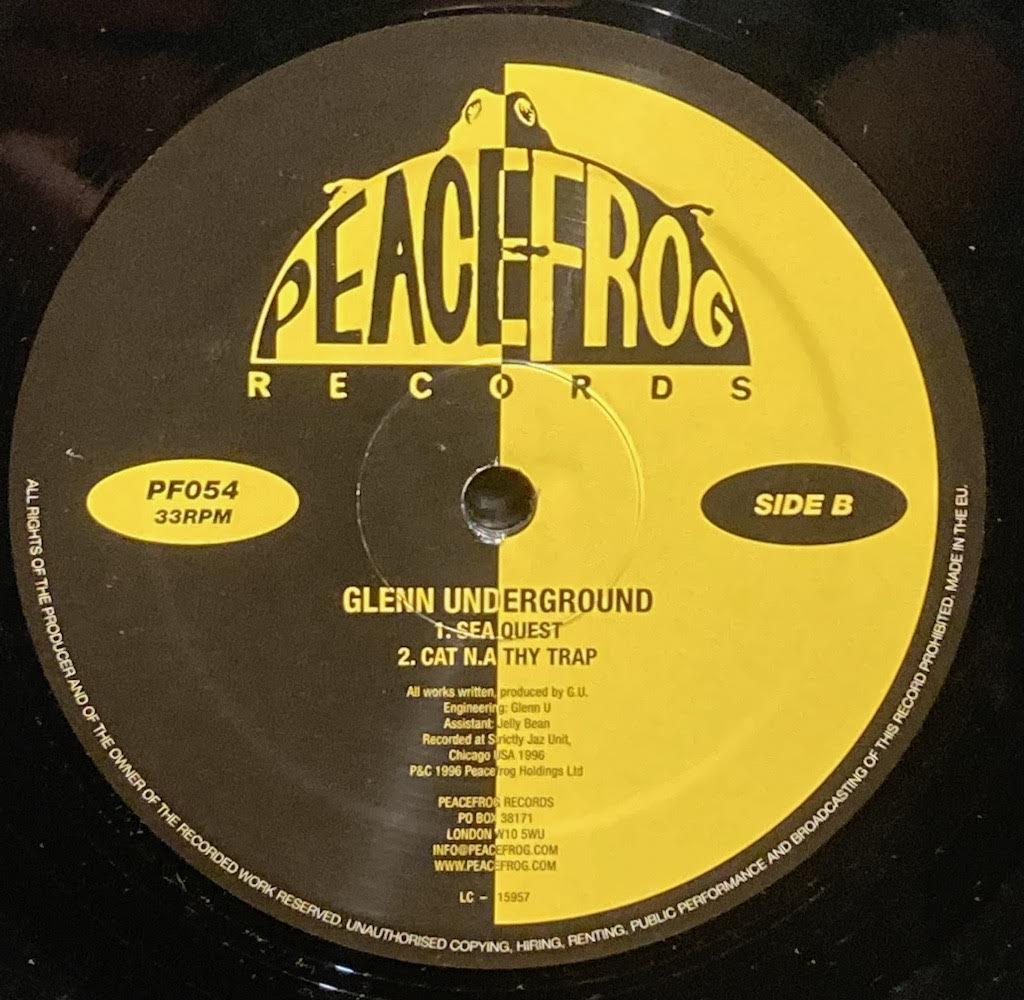 PEACEFROG
RECORDS
PF054
33RPM
SIDE B
GLENN UNDERGROUND
1. SEA QUEST
2. CAT N.A THY TRAP
All works written, produced by G.U.
Engineering: Glenn U
Assistant: Jelly Bean
Recorded at Strictly Jaz Unit,
Chicago USA 1996
P&C 1996 Peacefrog Holdings Ltd
PEACEFROG RECORDS
PO BOX 38171
LONDON W10 5WU
INFO@PEACEFROG.COM
WWW.PEACEFROG.COM
LC - 15957
ALL RIGHTS OF THE PRODUCER AND OF THE OWNER OF THE RECORDED WORK RESERVED. UNAUTHORISED COPYING, HIRING, RENTING, PUBLIC PERFORMANCE AND BROADCASTING OF THIS RECORD PROHIBITED. MADE IN THE EU.